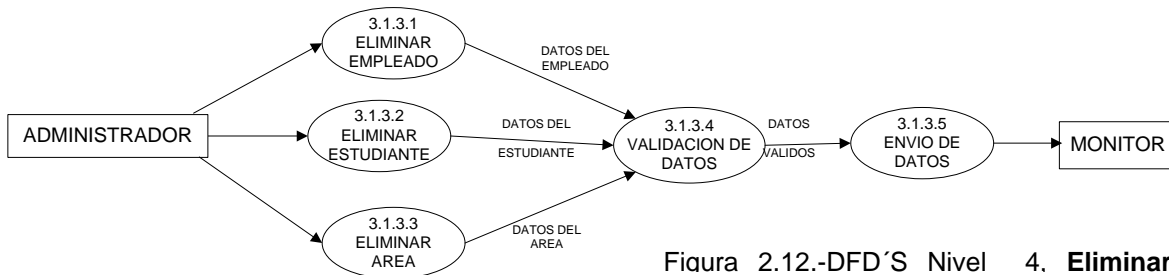 3.1.3.1
ELIMINAR
EMPLEADO
DATOS DEL
EMPLEADO
ADMINISTRADOR
3.1.3.2
ELIMINAR
ESTUDIANTE
DATOS DEL
ESTUDIANTE
3.1.3.4
VALIDACION DE
DATOS
DATOS
VALIDOS
3.1.3.5
ENVIO DE
DATOS
MONITOR
3.1.3.3
ELIMINAR
AREA
DATOS DEL
AREA
Figura 2.12.-DFD´S Nivel 4, Eliminar